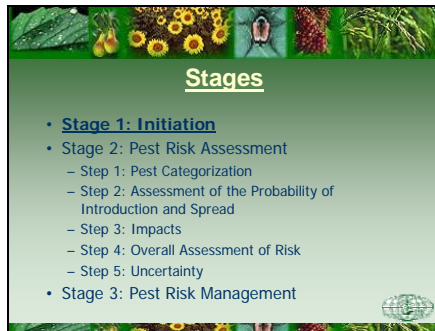 Stages
• Stage 1: Initiation
• Stage 2: Pest Risk Assessment
– Step 1: Pest Categorization
– Step 2: Assessment of the Probability of
Introduction and Spread
– Step 3: Impacts
– Step 4: Overall Assessment of Risk
– Step 5: Uncertainty
• Stage 3: Pest Risk Management